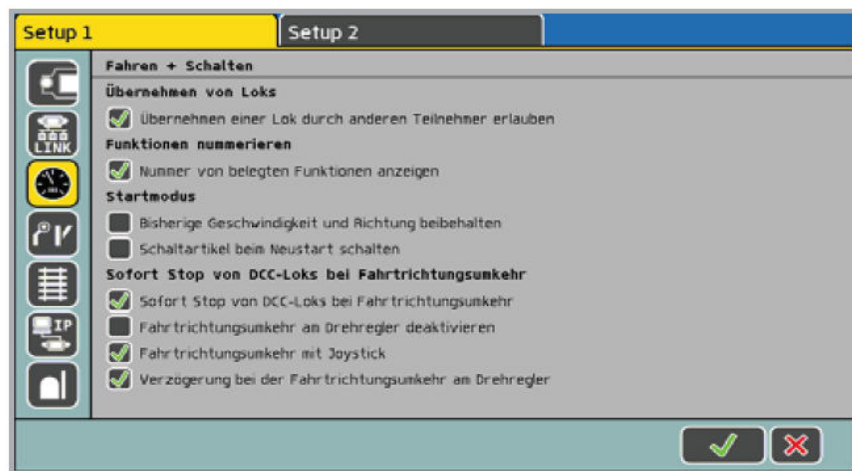 Setup 1
Setup 2
Fahren + Schalten
Übernehmen von Loks
Übernehmen einer Lok durch anderen Teilnehmer erlauben
Funktionen nummerieren
Nummer von belegten Funktionen anzeigen
Startmodus
Bisherige Geschwindigkeit und Richtung beibehalten
Schaltartikel beim Neustart schalten
Sofort Stop von DCC-Loks bei Fahrtrichtungsumkehr
Sofort Stop von DCC-Loks bei Fahrtrichtungsumkehr
Fahrtrichtungsumkehr am Drehregler deaktivieren
Fahrtrichtungsumkehr mit Joystick
Verzögerung bei der Fahrtrichtungsumkehr am Drehregler
LINK
IP